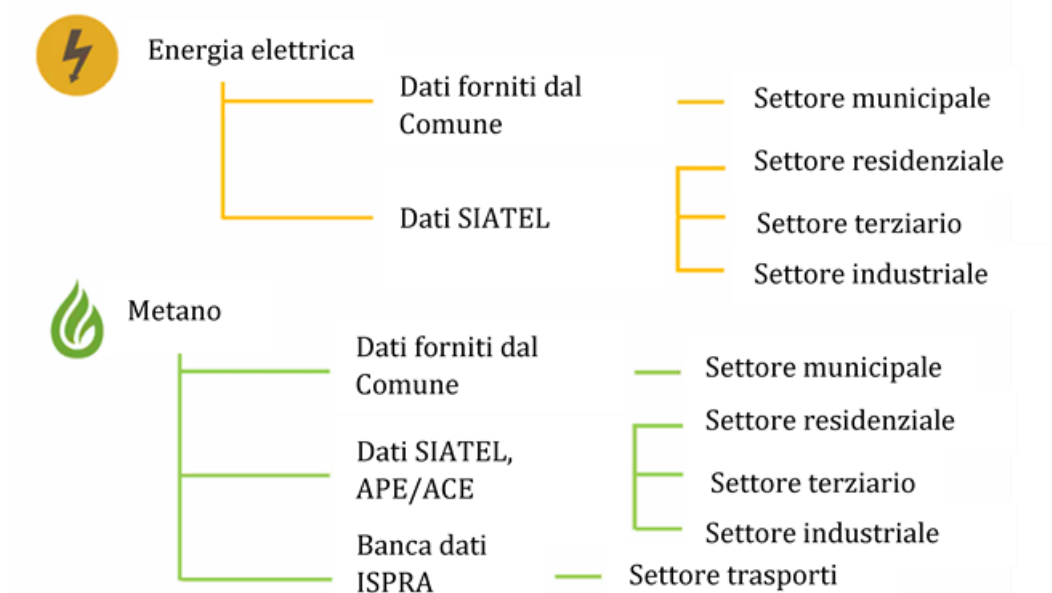 Energia elettrica
Dati forniti dal
Comune
Settore municipale
Dati SIATEL
Settore residenziale
Settore terziario
Settore industriale
Metano
Dati forniti dal
Comune
Settore municipale
Dati SIATEL,
APE/ACE
Settore residenziale
Settore terziario
Settore industriale
Banca dati
ISPRA
Settore trasporti